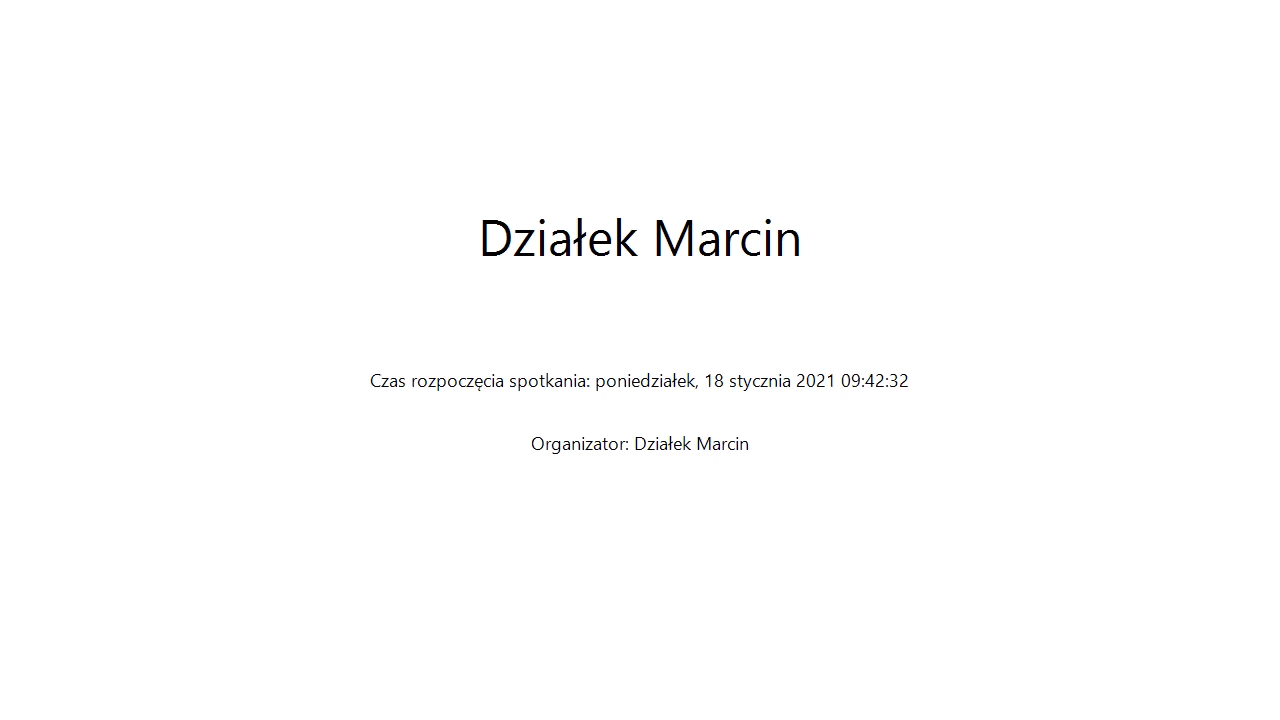 Działek Marcin
Czas rozpoczęcia spotkania: poniedziałek, 18 stycznia 2021 09:42:32
Organizator: Działek Marcin